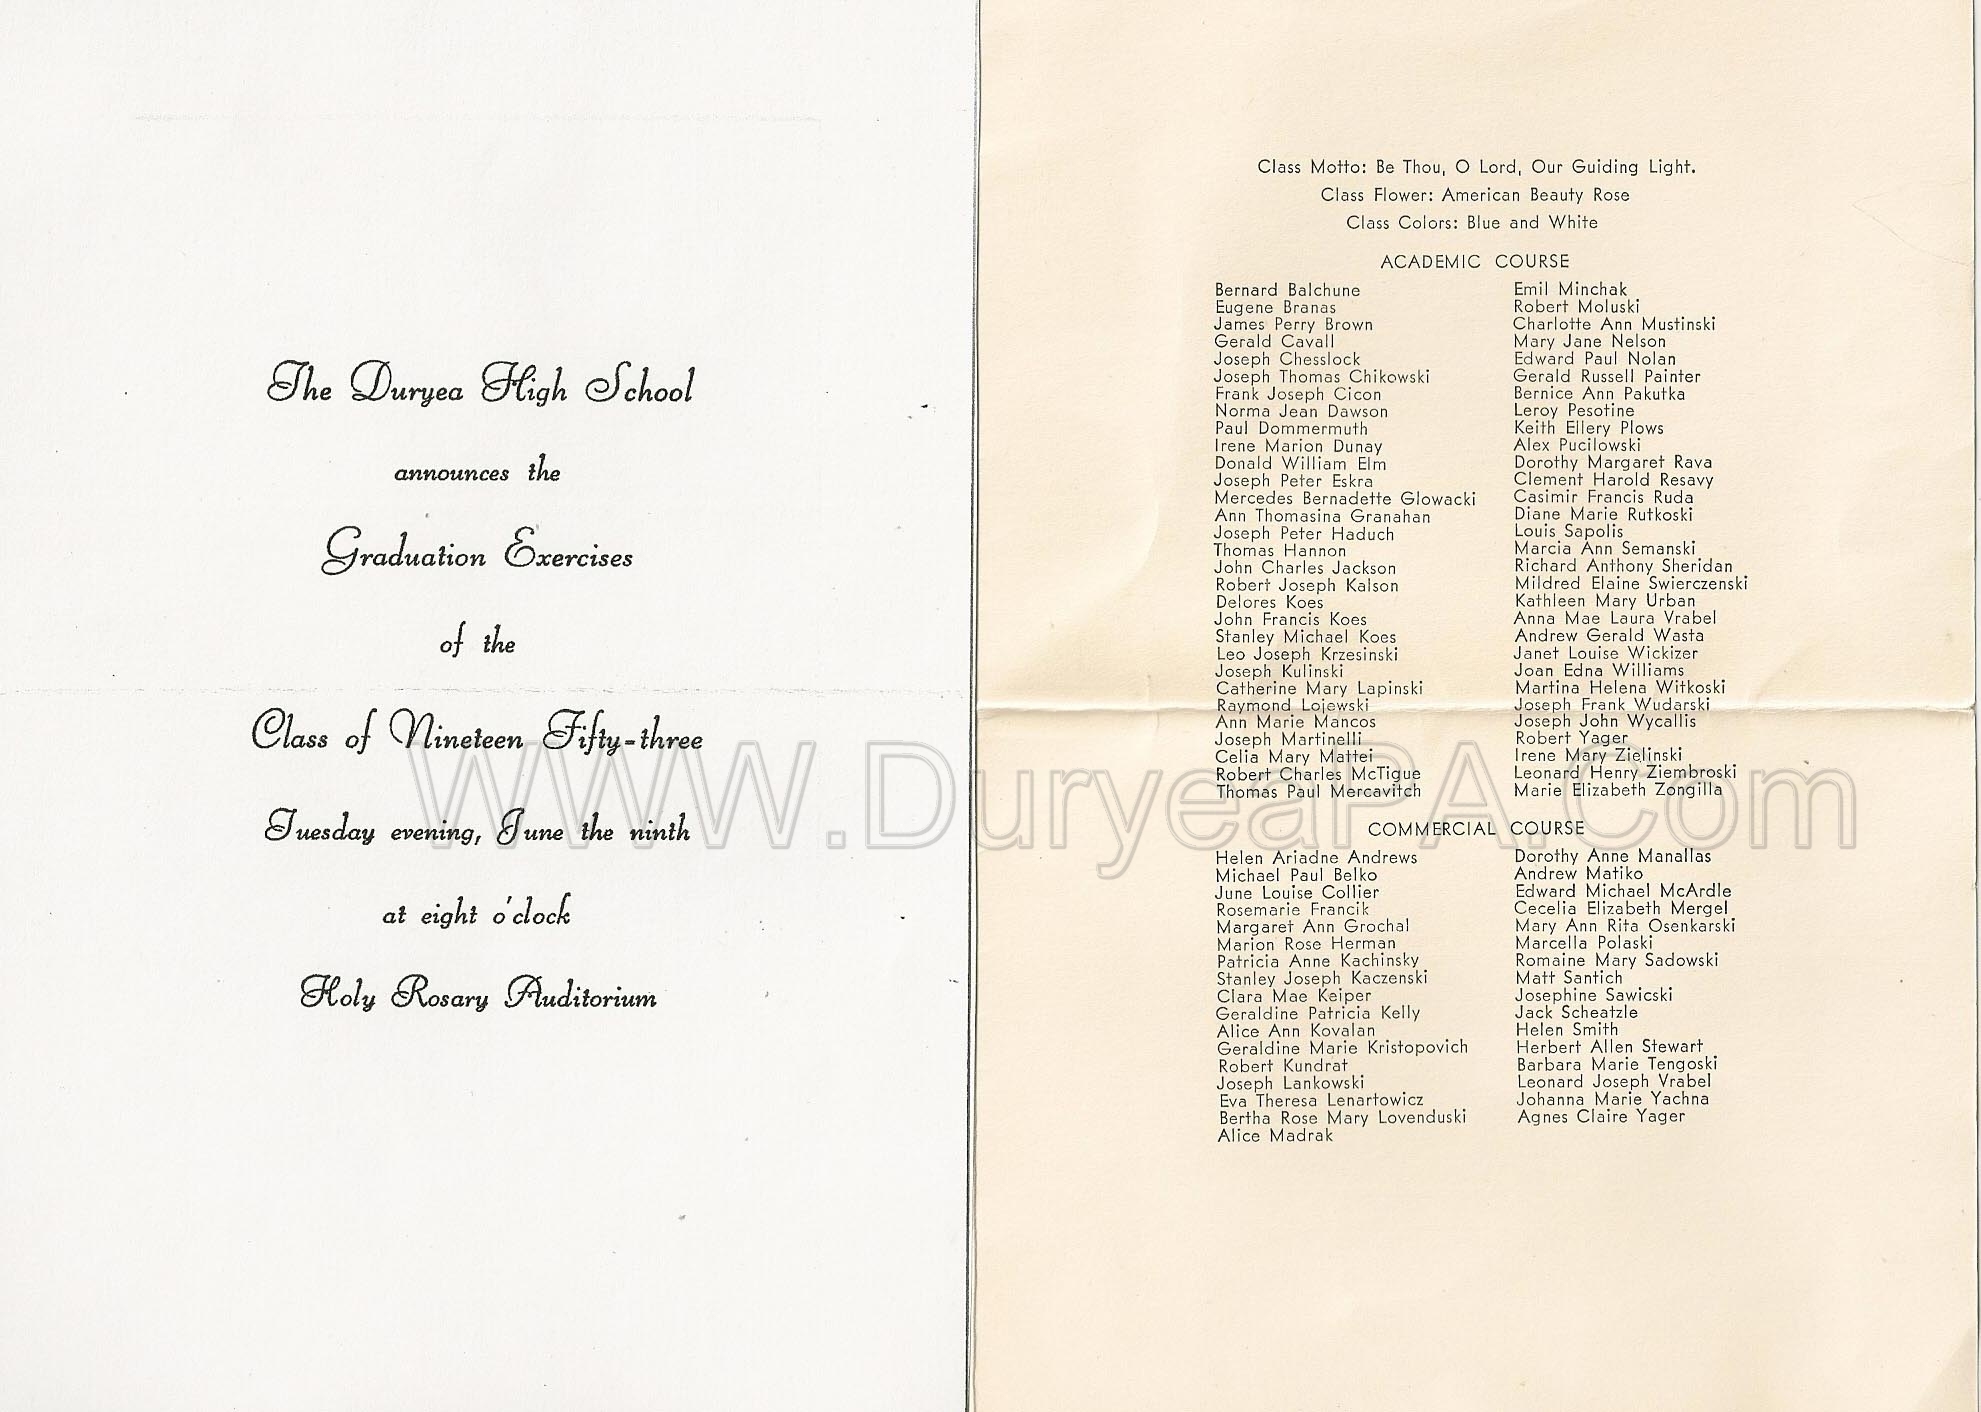 The Duryea High School
announces the
Graduation Exercises
of the
Class of Nineteen Fifty-three
Tuesday evening, June the ninth
at eight o'clock
Holy Rosary Auditorium
Class Motto: Be Thou, O Lord, Our Guiding Light.
Class Flower: American Beauty Rose
Class Colors: Blue and White
ACADEMIC COURSE
Bernard Balchune
Eugene Branas
James Perry Brown
Gerald Cavall
Joseph Chesslock
Joseph Thomas Chikowski
Frank Joseph Cicon
Norma Jean Dawson
Paul Dommermuth
Irene Marion Dunay
Donald William Elm
Joseph Peter Eskra
Mercedes Bernadette Glowacki
Ann Thomasina Granahan
Joseph Peter Haduch
Thomas Hannon
John Charles Jackson
Robert Joseph Kalson
Delores Koes
John Francis Koes
Stanley Michael Koes
Leo Joseph Krzesinski
Joseph Kulinski
Catherine Mary Lapinski
Raymond Lojewski
Ann Marie Mancos
Joseph Martinelli
Celia Mary Mattei
Robert Charles McTigue
Thomas Paul Mercavitch
Emil Minchak
Robert Moluski
Charlotte Ann Mustinski
Mary Jane Nelson
Edward Paul Nolan
Gerald Russell Painter
Bernice Ann Pakutka
Leroy Pesotine
Keith Ellery Plows
Alex Pucilowski
Dorothy Margaret Rava
Clement Harold Resavy
Casimir Francis Ruda
Diane Marie Rutkoski
Louis Sapolis
Marcia Ann Semanski
Richard Anthony Sheridan
Mildred Elaine Swierczenski
Kathleen Mary Urban
Anna Mae Laura Vrabel
Andrew Gerald Wasta
Janet Louise Wickizer
Joan Edna Williams
Martina Helena Witkoski
Joseph Frank Wudarski
Joseph John Wycallis
Robert Yager
Irene Mary Zielinski
Leonard Henry Ziembroski
Marie Elizabeth Zongilla
COMMERCIAL COURSE
Helen Ariadne Andrews
Michael Paul Belko
June Louise Collier
Rosemarie Francik
Margaret Ann Grochal
Marion Rose Herman
Patricia Anne Kachinsky
Stanley Joseph Kaczenski
Clara Mae Keiper
Geraldine Patricia Kelly
Alice Ann Kovalan
Geraldine Marie Kristopovich
Robert Kundrat
Joseph Lankowski
Eva Theresa Lenartowicz
Bertha Rose Mary Lovenduski
Alice Madrak
Dorothy Anne Manallas
Andrew Matiko
Edward Michael McArdle
Cecelia Elizabeth Mergel
Mary Ann Rita Osenkarski
Marcella Polaski
Romaine Mary Sadowski
Matt Santich
Josephine Sawicski
Jack Scheatzle
Helen Smith
Herbert Allen Stewart
Barbara Marie Tengoski
Leonard Joseph Vrabel
Johanna Marie Yachna
Agnes Claire Yager
WWW.DuryeaPA.Com